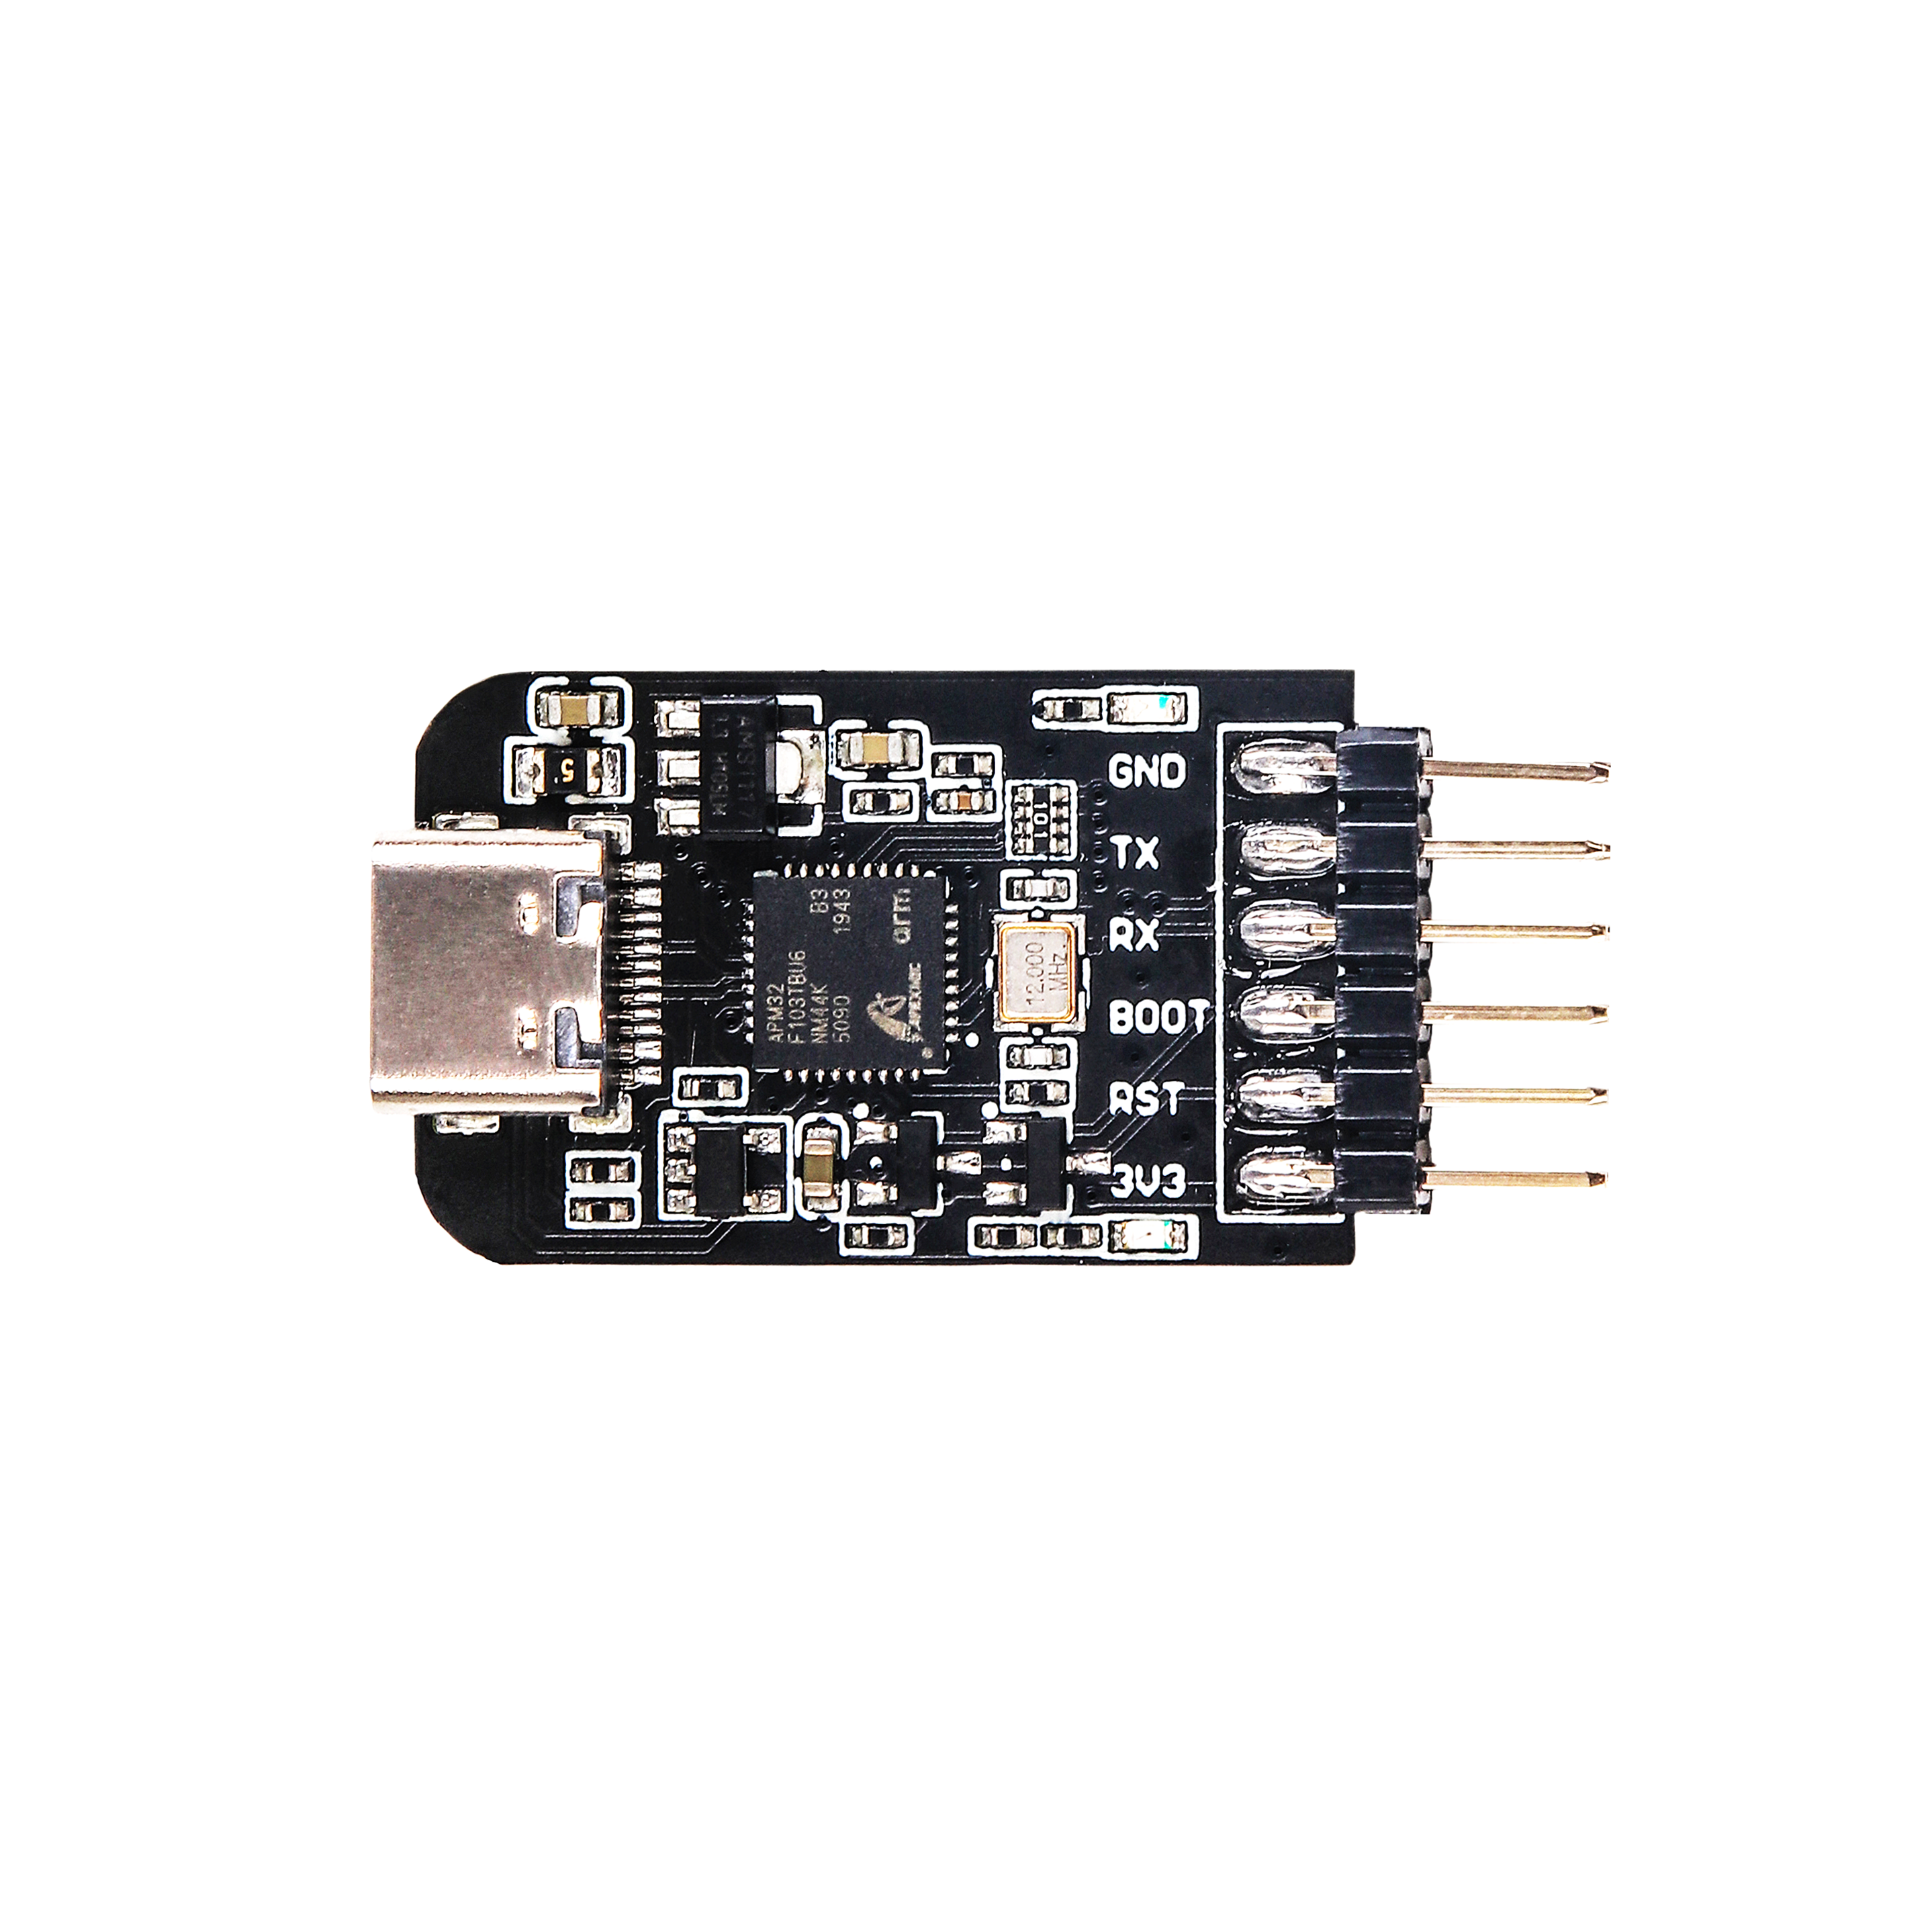 5
AMS1117
101
GND
TX
RX
BOOT
RST
3V3
APM32
F103TBU6
NM44K
5090
B3
1943
arm
12.000
MHz